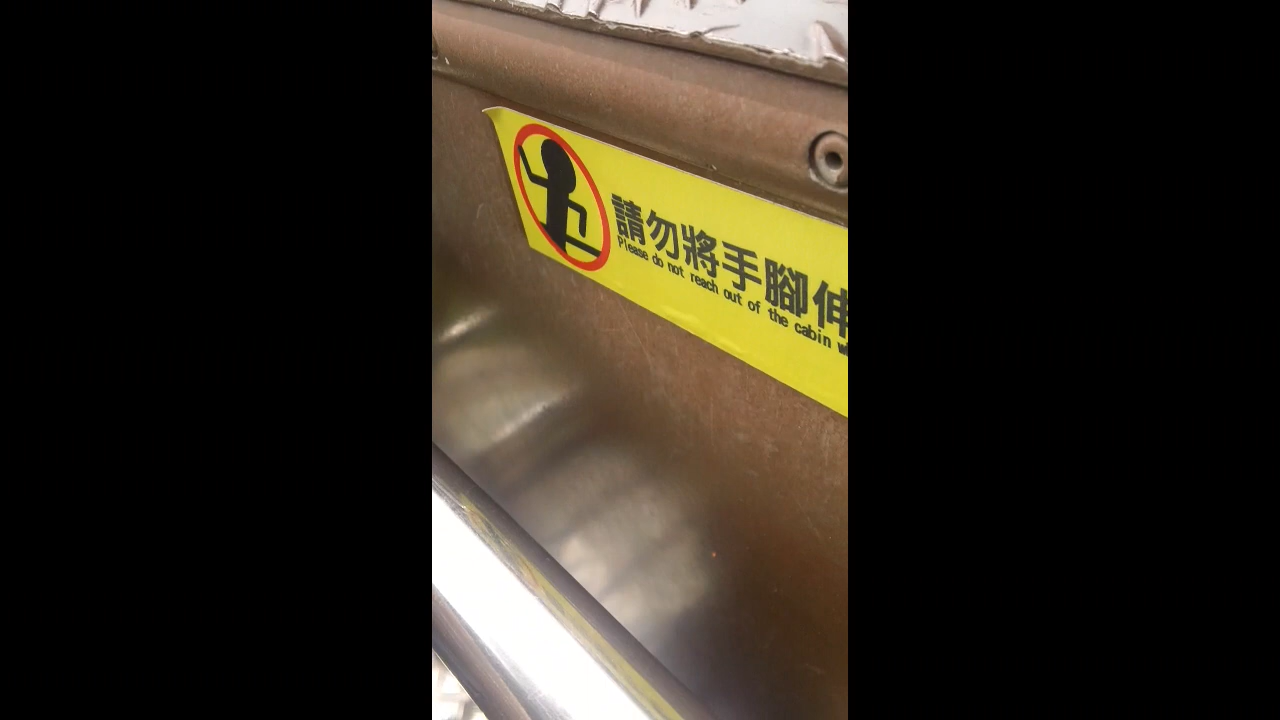 請勿將手腳伸
Please do not reach out of the cabin